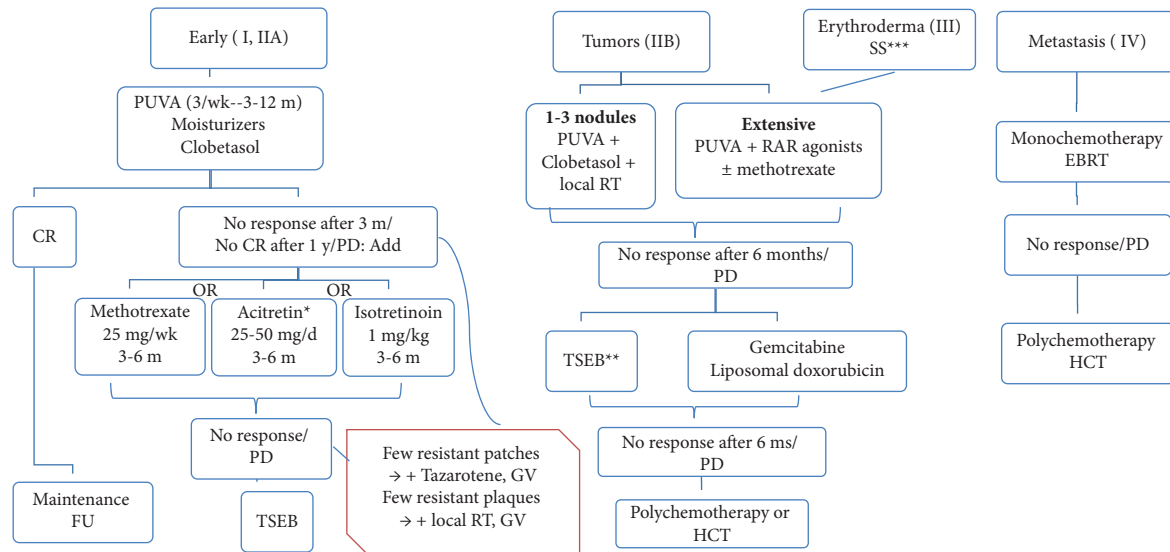 Early ( I, IIA)
PUVA (3/wk--3-12 m)
Moisturizers
Clobetasol
CR
No response after 3 m/
No CR after 1 y/PD: Add
OR
OR
Methotrexate
25 mg/wk
3-6 m
Acitretin*
25-50 mg/d
3-6 m
Isotretinoin
1 mg/kg
3-6 m
No response/
PD
Maintenance
FU
TSEB
Few resistant patches
→ + Tazarotene, GV
Few resistant plaques
→ + local RT, GV
Tumors (IIB)
Erythroderma (III)
SS***
1-3 nodules
PUVA +
Clobetasol +
local RT
Extensive
PUVA + RAR agonists
± methotrexate
No response after 6 months/
PD
TSEB**
Gemcitabine
Liposomal doxorubicin
No response after 6 ms/
PD
Polychemotherapy or
HCT
Metastasis ( IV)
Monochemotherapy
EBRT
No response/PD
Polychemotherapy
HCT